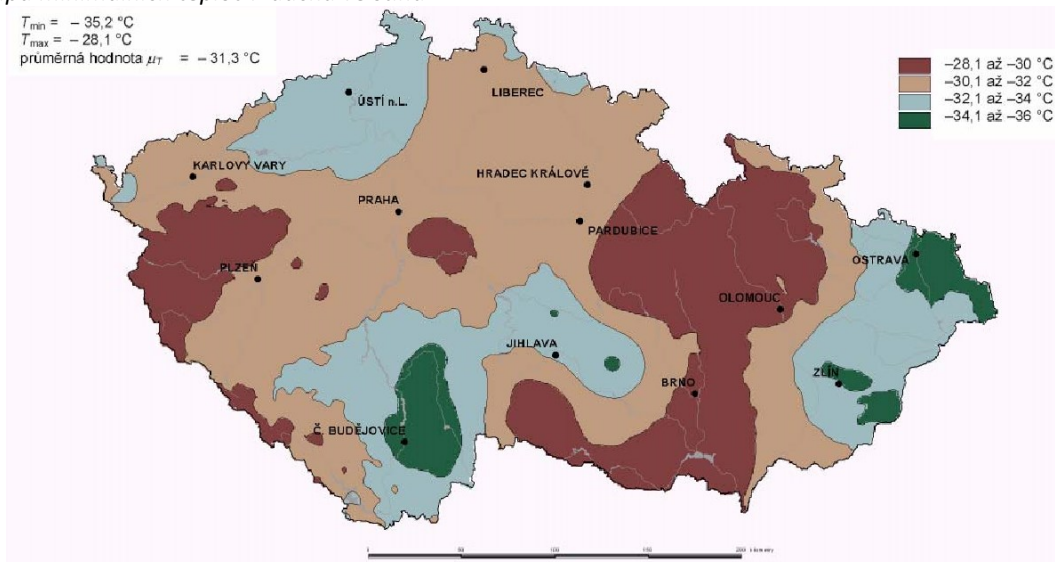 T min = – 35,2 °C
T max = – 28,1 °C
průměrná hodnota μT = – 31,3 °C
–28,1 až –30 °C
–30,1 až –32 °C
–32,1 až –34 °C
–34,1 až –36 °C
LIBEREC
ÚSTÍ n.L.
KARLOVY VARY
HRADEC KRÁLOVÉ
PRAHA
PARDUBICE
OSTRAVA
PLZEŇ
OLOMOUC
JIHLAVA
ZLÍN
BRNO
Č. BUDĚJOVICE
0 50 100 150 200